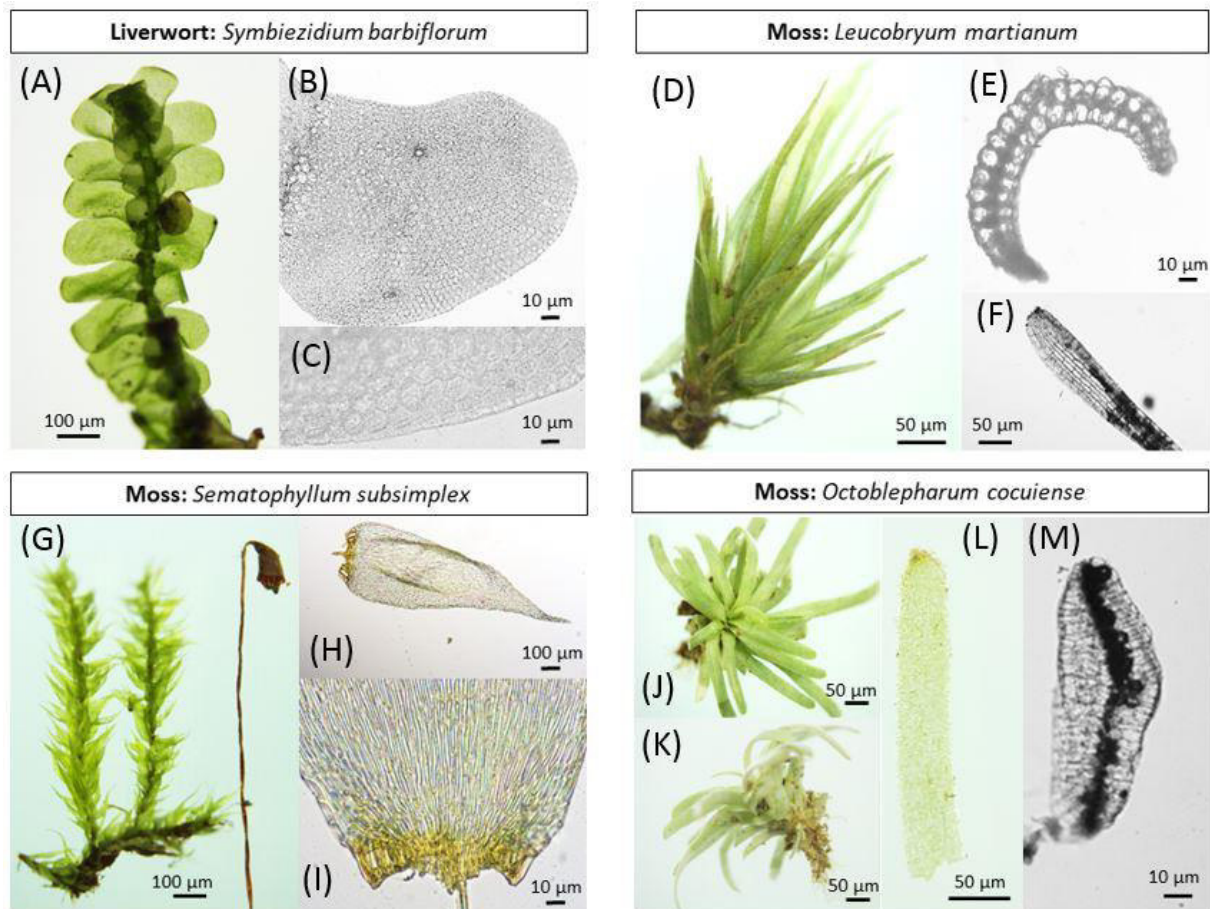 Liverwort: Symbiezidium barbiflorum
(A)
100 µm
(B)
10 µm
(C)
10 µm
Moss: Leucobryum martianum
(D)
50 µm
(E)
10 µm
(F)
50 µm
Moss: Sematophyllum subsimplex
(G)
100 µm
(H)
100 µm
(I)
10 µm
Moss: Octoblepharum cocuiense
(J)
50 µm
(K)
50 µm
(L)
50 µm
(M)
10 µm